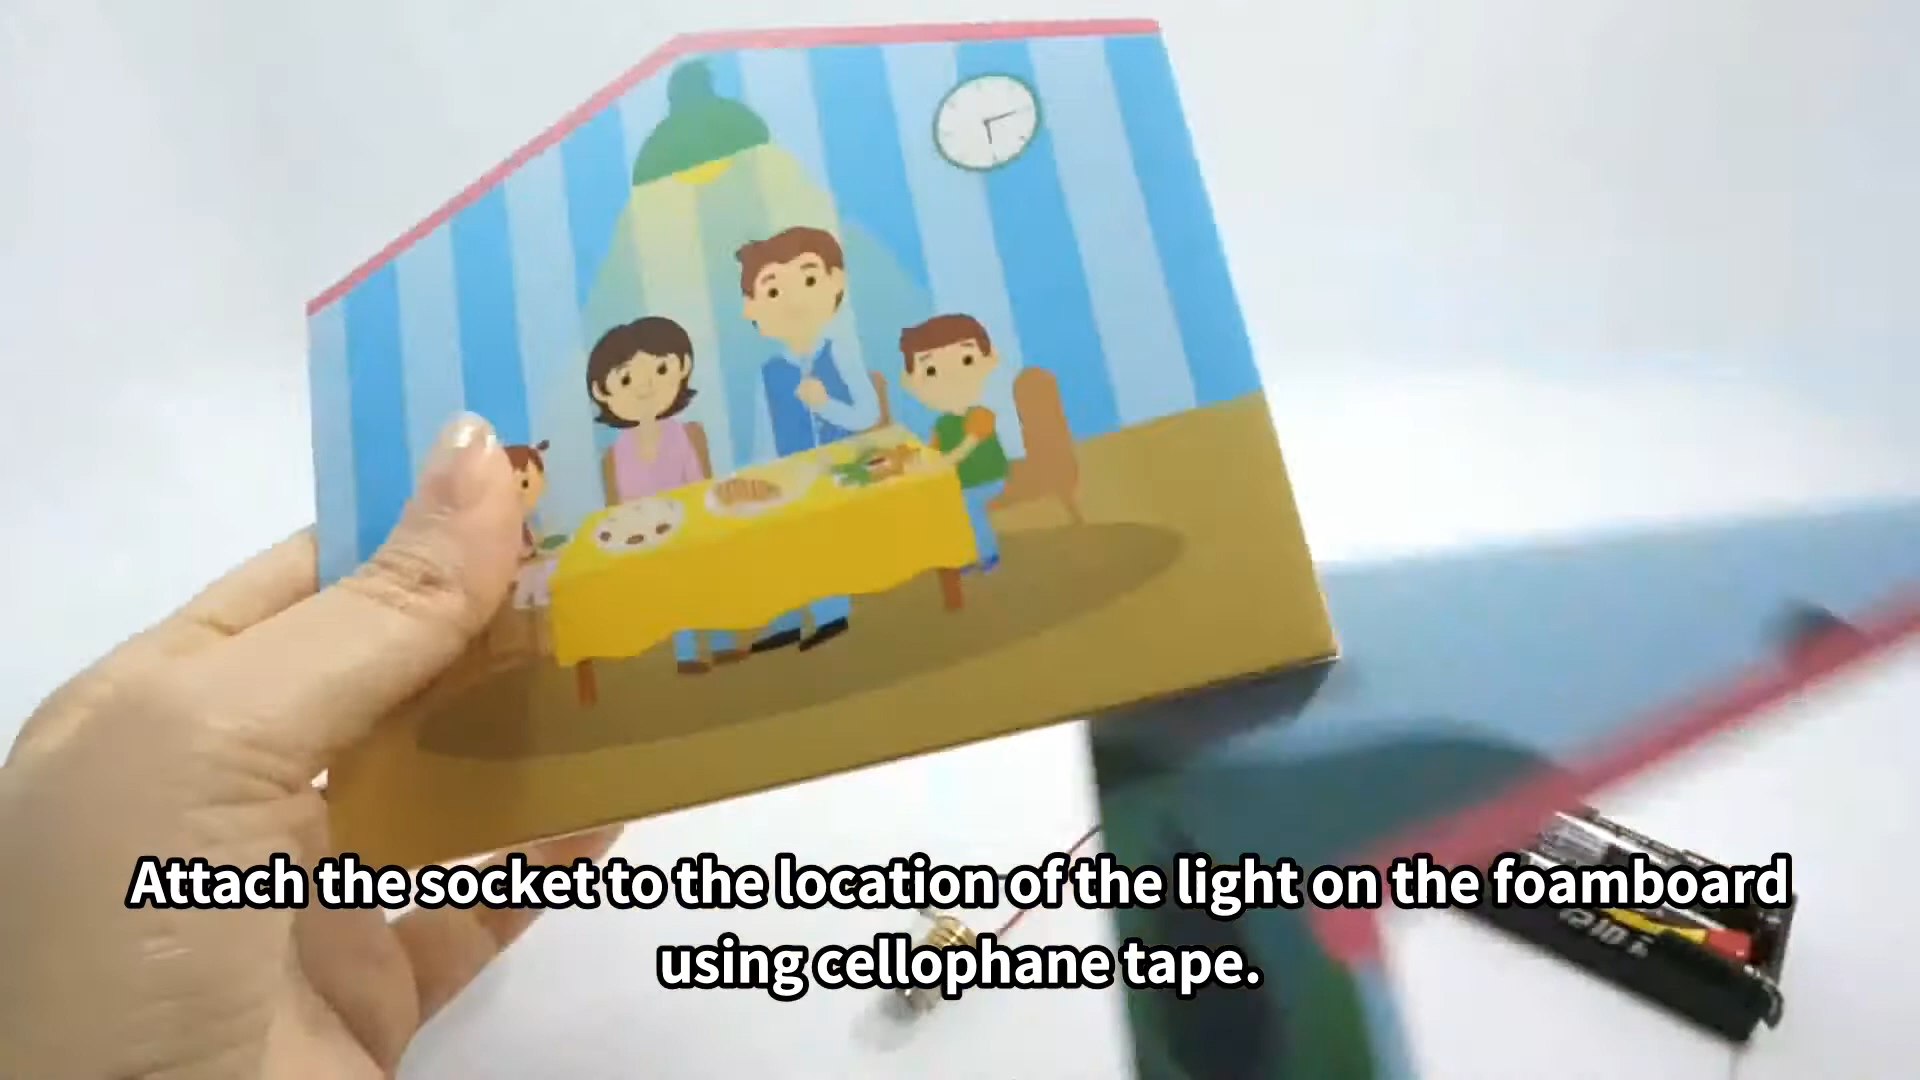 Attach the socket to the location of the light on the foamboard
using cellophane tape.